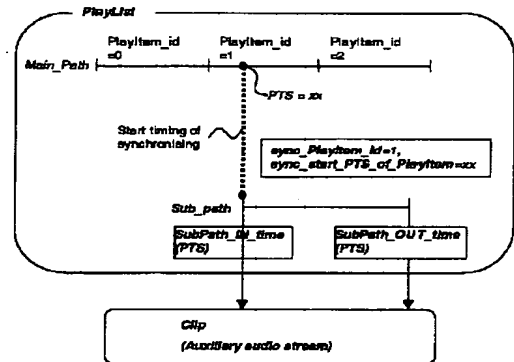 PlayList
PlayItem_id PlayItem_id PlayItem_id
=0 =1 =2
Main_Path
PTS = xx
Start timing of
synchronising
sync_PlayItem_id=1,
sync_start_PTS_of_PlayItem=xx
Sub_path
SubPath_IN_time SubPath_OUT_time
(PTS) (PTS)
Clip
(Auxiliary audio stream)